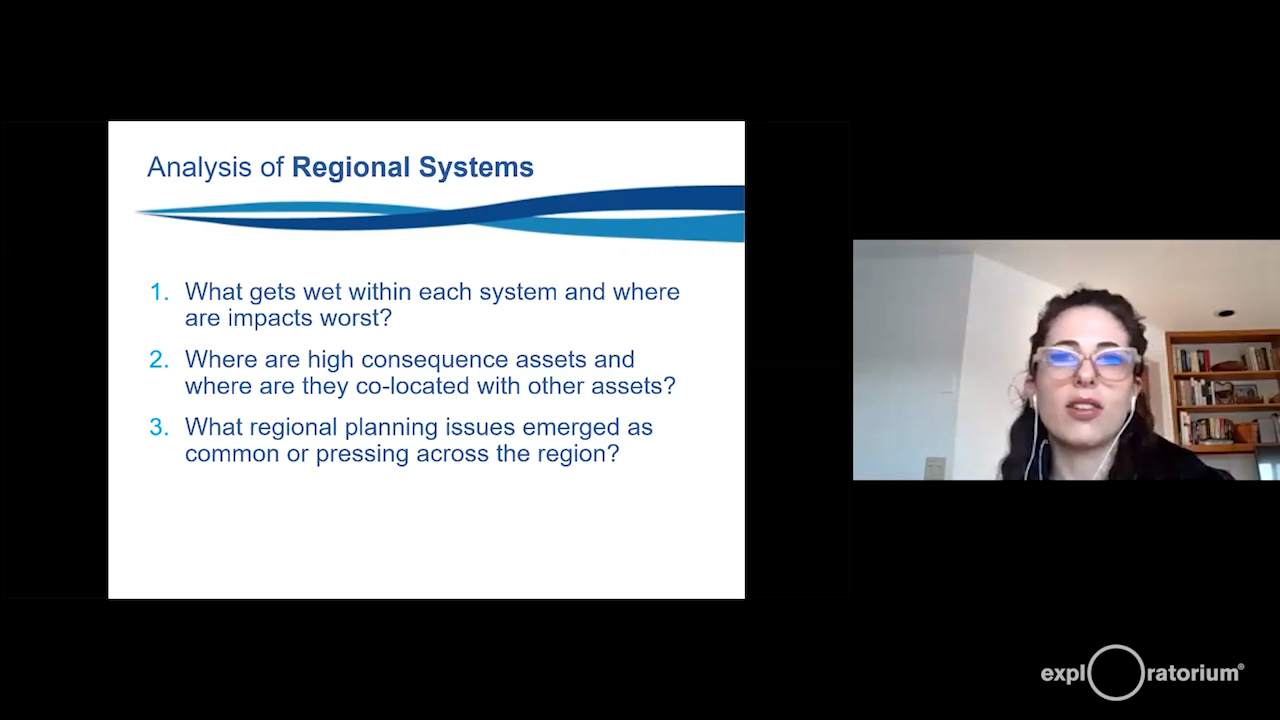 Analysis of Regional Systems
1. What gets wet within each system and where
are impacts worst?
2. Where are high consequence assets and
where are they co-located with other assets?
3. What regional planning issues emerged as
common or pressing across the region?
expl ratorium®